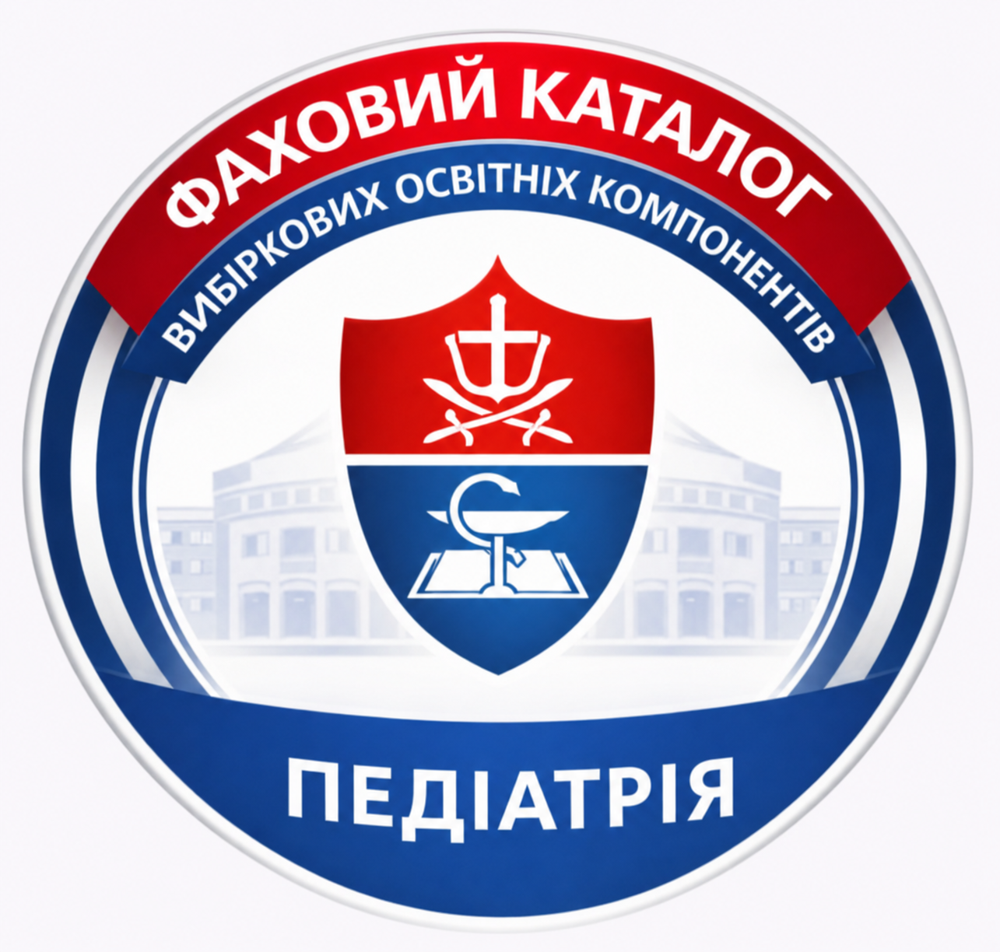 ФАХОВИЙ КАТАЛОГ
ВИБІРКОВИХ ОСВІТНІХ КОМПОНЕНТІВ
ПЕДІАТРІЯ